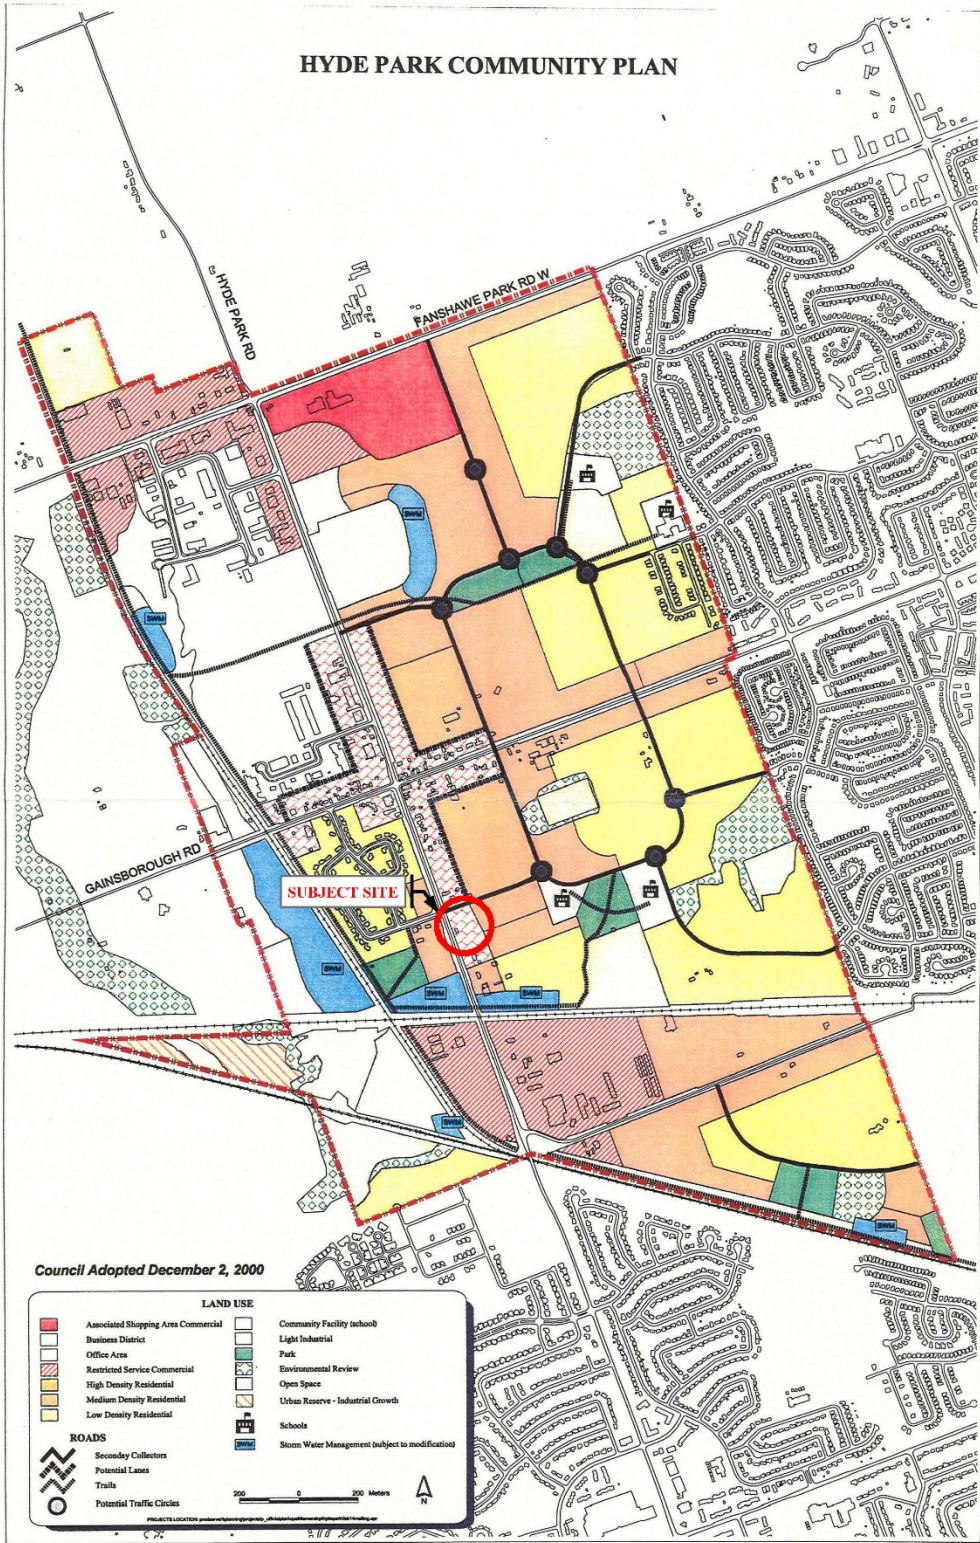 HYDE PARK COMMUNITY PLAN
HYDE PARK RD
FANSHAWE PARK RD W
SWM
SWM
GAINSBOROUGH RD
SUBJECT SITE
SWM
SWM
SWM
SWM
SWM
Council Adopted December 2, 2000
LAND USE
Associated Shopping Area Commercial
Business District
Office Area
Restricted Service Commercial
High Density Residential
Medium Density Residential
Low Density Residential
Community Facility (school)
Light Industrial
Park
Environmental Review
Open Space
Urban Reserve - Industrial Growth
Schools
SWM Storm Water Management (subject to modification)
ROADS
Seconday Collectors
Potential Lanes
Trails
Potential Traffic Circles
200 0 200 Meters
N
PROJECTS LOCATION: